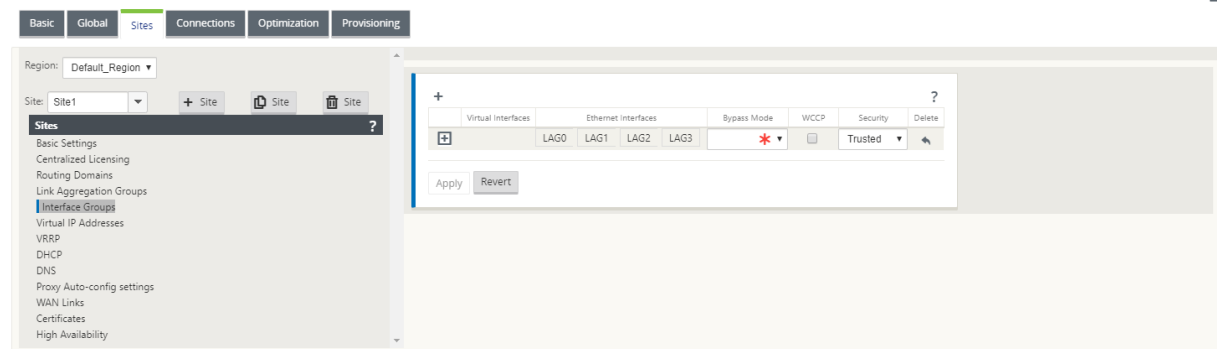 Basic Global Sites Connections Optimization Provisioning
Region: Default_Region
Site: Site1 + Site Site Site
Sites ?
Basic Settings
Centralized Licensing
Routing Domains
Link Aggregation Groups
Interface Groups
Virtual IP Addresses
VRRP
DHCP
DNS
Proxy Auto-config settings
WAN Links
Certificates
High Availability
+ ?
Virtual Interfaces Ethernet Interfaces Bypass Mode WCCP Security Delete
LAG0 LAG1 LAG2 LAG3 Trusted
Apply Revert